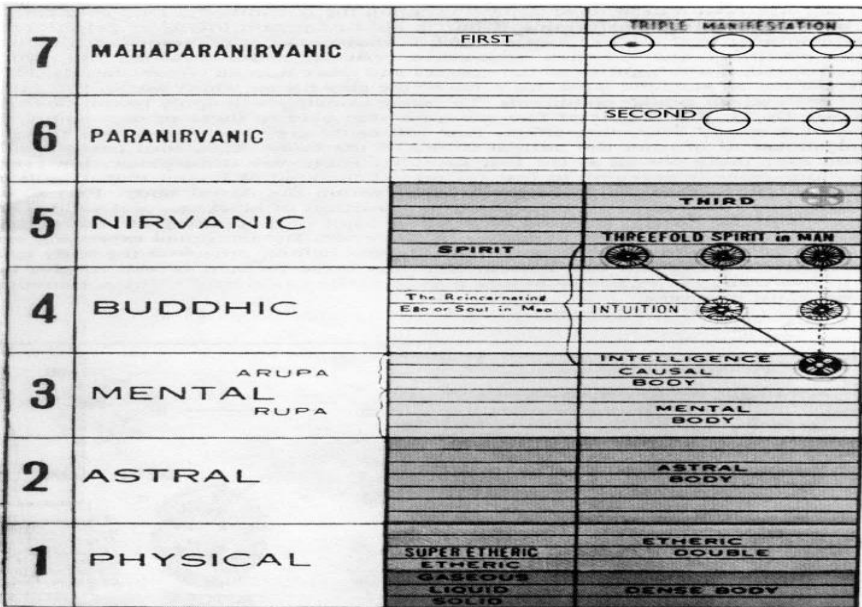 TRIPLE MANIFESTATION
7 MAHAPARANIRVANIC FIRST
6 PARANIRVANIC SECOND
5 NIRVANIC THIRD
SPIRIT THREEFOLD SPIRIT in MAN
4 BUDDHIC The Reincarnating
Ego or Soul in Man INTUITION
3 MENTAL
ARUPA
RUPA
INTELLIGENCE
CAUSAL
BODY
MENTAL
BODY
2 ASTRAL
ASTRAL
BODY
1 PHYSICAL
ETHERIC
DOUBLE
SUPER ETHERIC
ETHERIC
GASEOUS
LIQUID DENSE BODY
SOLID